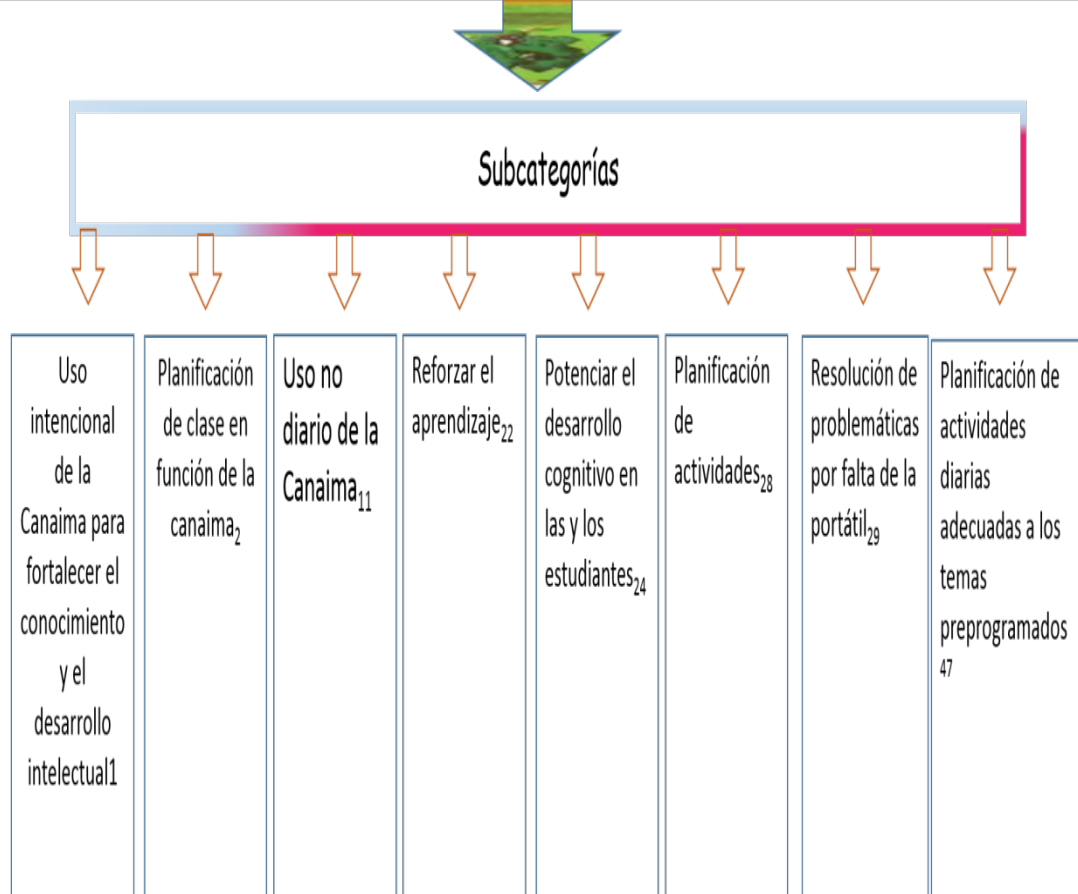 Subcategorías
Uso
intencional
de la
Canaima para
fortalecer el
conocimiento
y el
desarrollo
intelectual1
Planificación
de clase en
función de la
canaima2
Uso no
diario de la
Canaima11
Reforzar el
aprendizaje22
Potenciar el
desarrollo
cognitivo en
las y los
estudiantes24
Planificación
de
actividades28
Resolución de
problemáticas
por falta de la
portátil29
Planificación de
actividades
diarias
adecuadas a los
temas
preprogramados
47